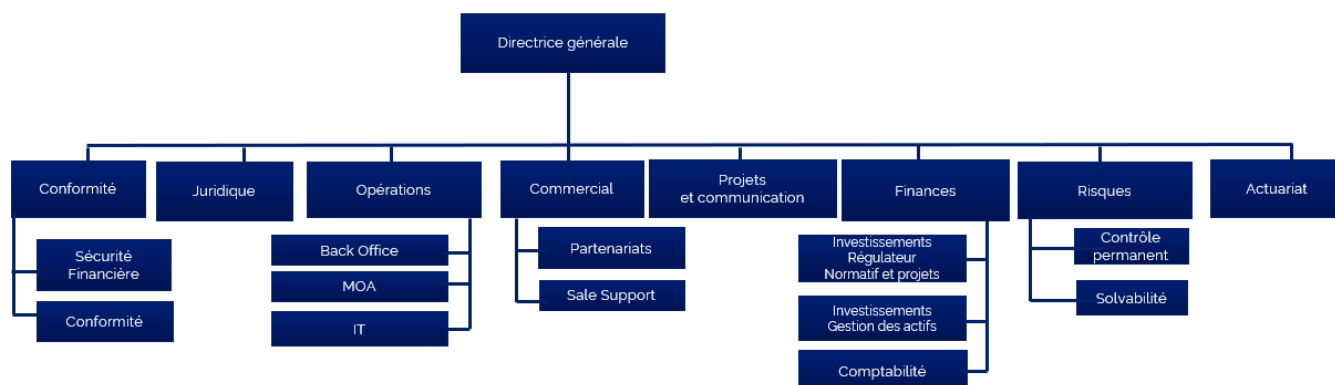 Directrice générale
Conformité
Juridique
Opérations
Commercial
Projets
et communication
Finances
Risques
Actuariat
Sécurité
Financière
Conformité
Back Office
MOA
IT
Partenariats
Sale Support
Investissements
Régulateur
Normatif et projets
Investissements
Gestion des actifs
Comptabilité
Contrôle
permanent
Solvabilité